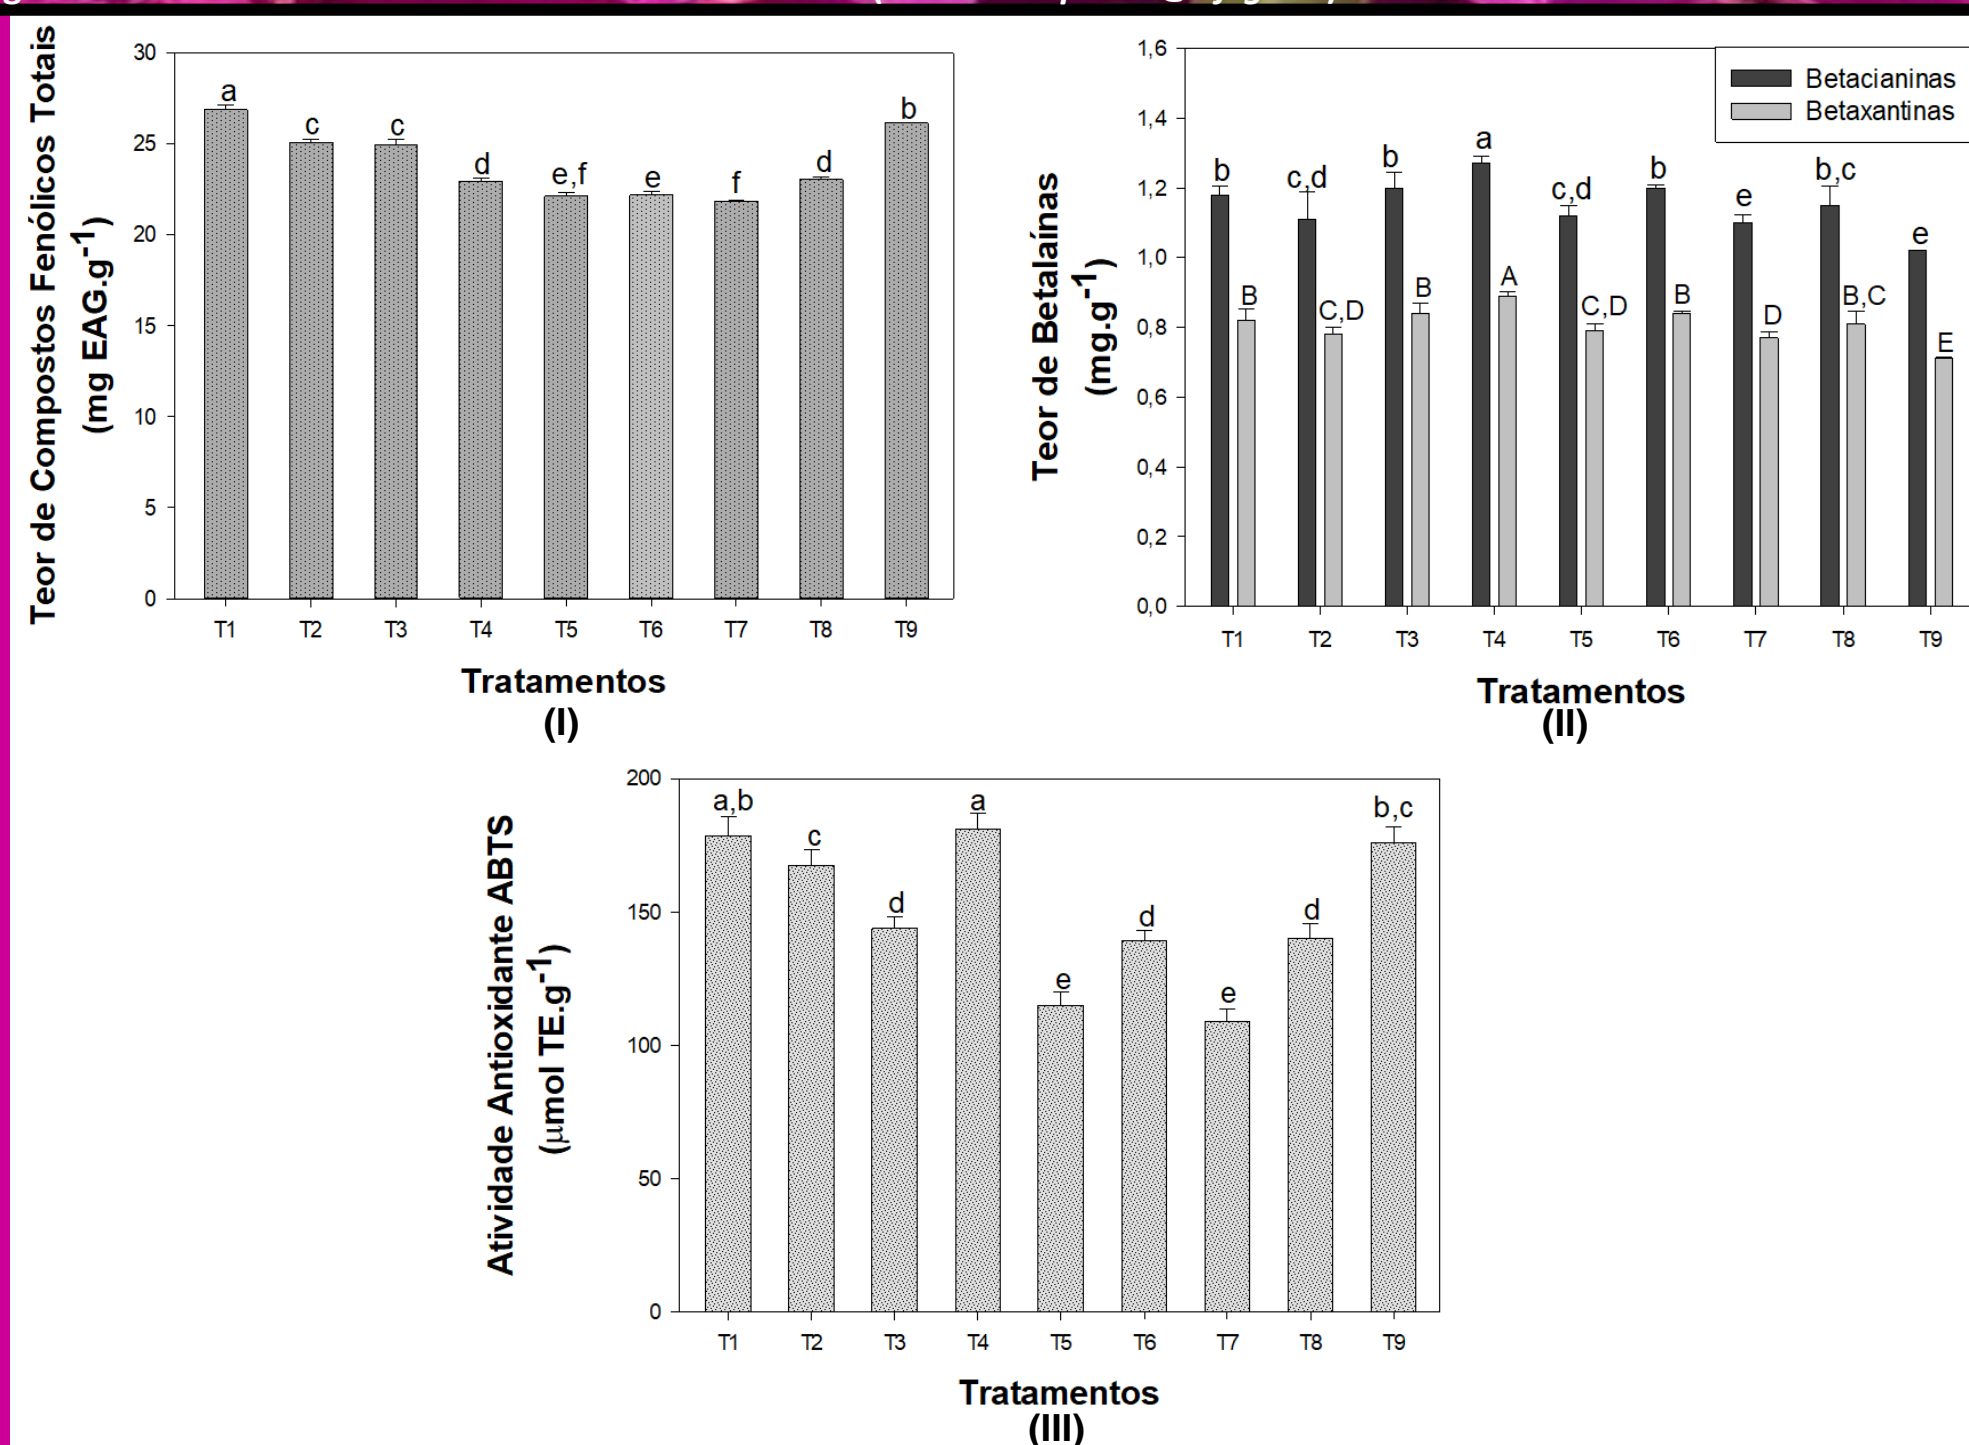 Teor de Compostos Fenólicos Totais
(mg EAG.g-1)
30
25
20
15
10
5
0
a
c
c
d
e,f
e
f
d
b
T1 T2 T3 T4 T5 T6 T7 T8 T9
Tratamentos
(I)
Teor de Betalaínas
(mg.g-1)
1,6
1,4
1,2
1,0
0,8
0,6
0,4
0,2
0,0
Betacianinas
Betaxantinas
b
B
c,d
C,D
b
B
a
A
c,d
C,D
b
B
e
D
b,c
B,C
e
E
T1 T2 T3 T4 T5 T6 T7 T8 T9
Tratamentos
(II)
Atividade Antioxidante ABTS
(μmol TE.g-1)
200
150
100
50
0
a,b
c
d
a
e
d
e
d
b,c
T1 T2 T3 T4 T5 T6 T7 T8 T9
Tratamentos
(III)